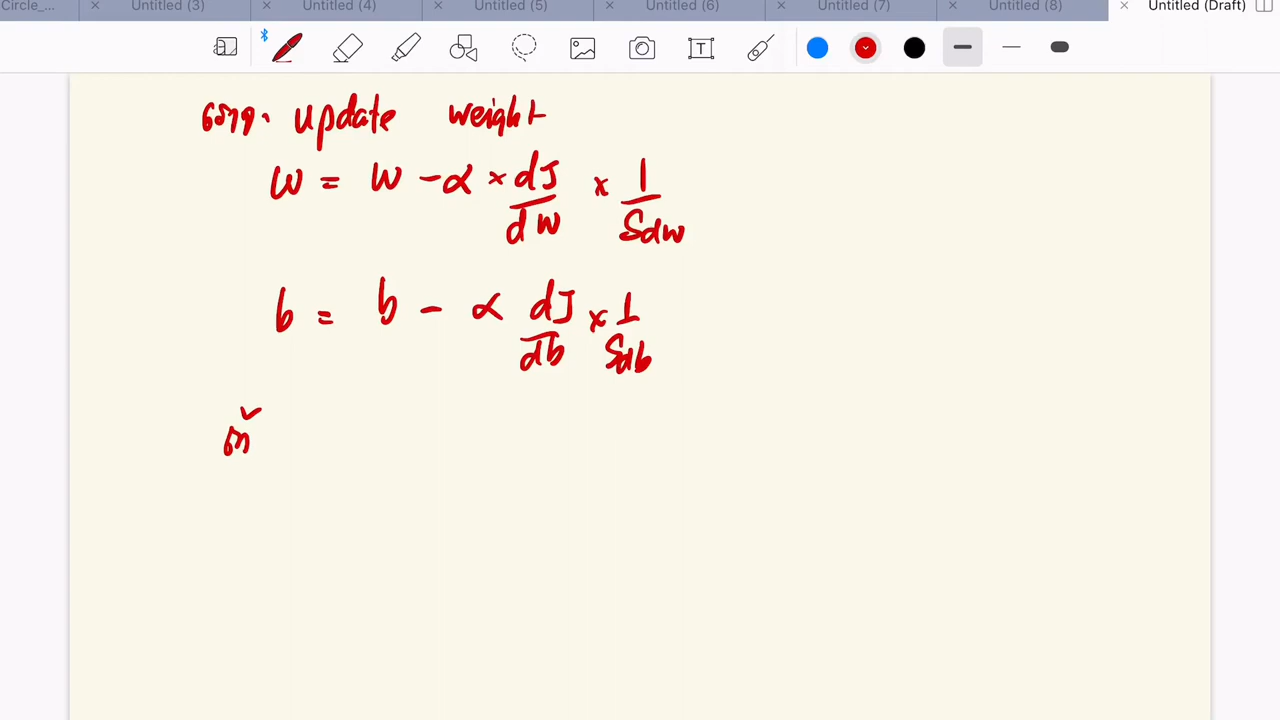 Circle_... Untitled (3) Untitled (4) Untitled (5) Untitled (6) Untitled (7) Untitled (8) Untitled (Draft)
update weight
w = w - α × dJ/dw × 1/Sdw
b = b - α dJ/db × 1/Sdb